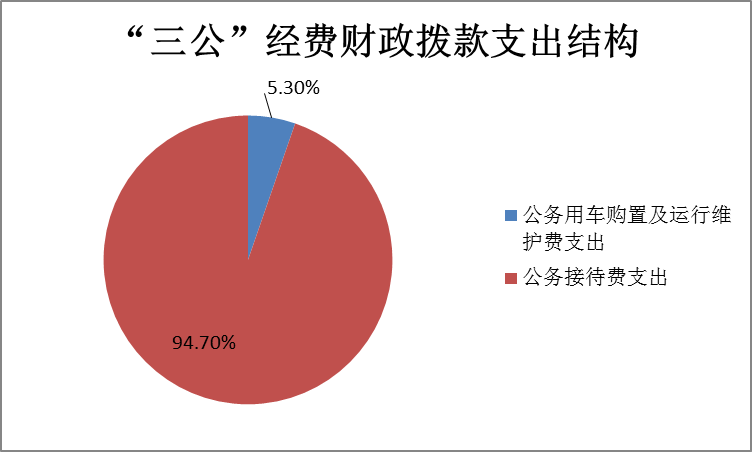 “三公”经费财政拨款支出结构
5.30%
94.70%
公务用车购置及运行维
护费支出
公务接待费支出